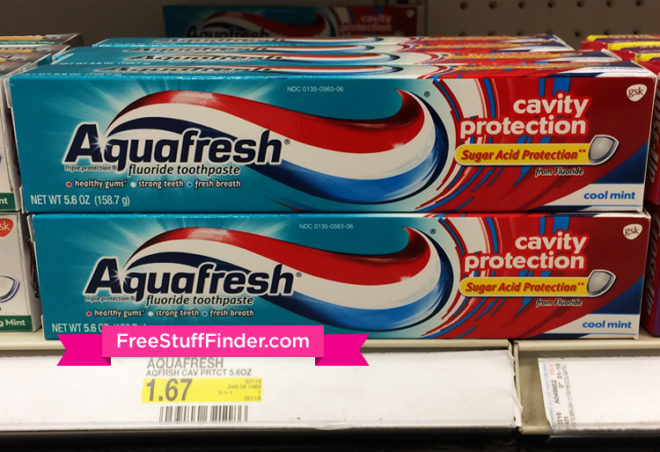 cavity
NDC 0135-0563-06
gsk
cavity
protection
Aquafresh®
Sugar Acid Protection**
from Fluoride
triple protection®
fluoride toothpaste
healthy gums* strong teeth fresh breath
NET WT 5.6 OZ (158.7 g)
cool mint
NDC 0135-0563-06
gsk
cavity
protection
Aquafresh®
Sugar Acid Protection**
from Fluoride
triple protection®
fluoride toothpaste
healthy gums* strong teeth fresh breath
NET WT 5.6 OZ
cool mint
sk
Mint
FreeStuffFinder.com
AQUAFRESH
AQFRSH CAV PRTCT 5.6OZ
1.67